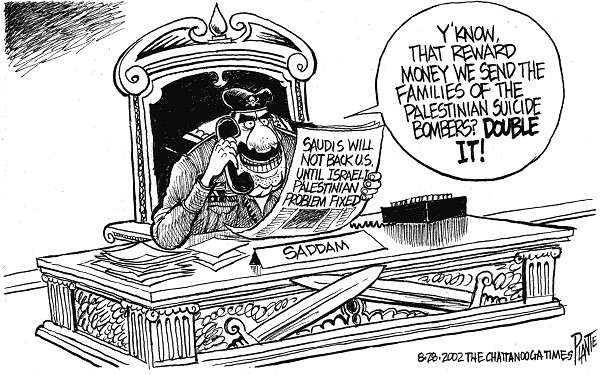 Y'KNOW,
THAT REWARD
MONEY WE SEND THE
FAMILIES OF THE
PALESTINIAN SUICIDE
BOMBERS? DOUBLE
IT!
SAUDIS WILL
NOT BACK U.S.
UNTIL ISRAELI
PALESTINIAN
PROBLEM FIXED
SADDAM
8-28-2002 THE CHATTANOOGA TIMES PLANTE